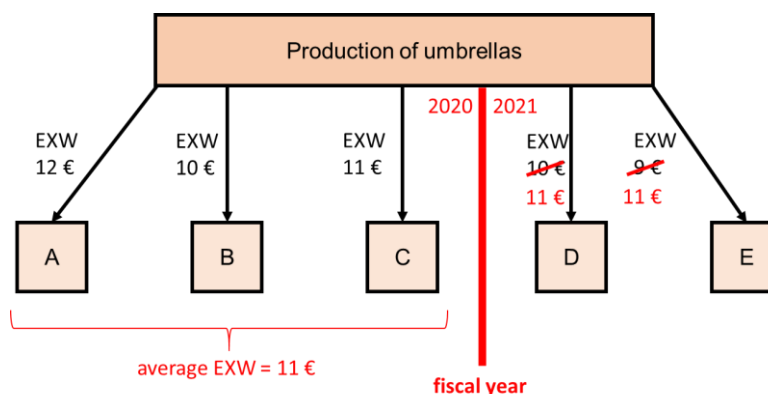 Production of umbrellas
2020 2021
EXW
12 €
EXW
10 €
EXW
11 €
EXW
10 €
11 €
EXW
9 €
11 €
A
B
C
D
E
average EXW = 11 €
fiscal year